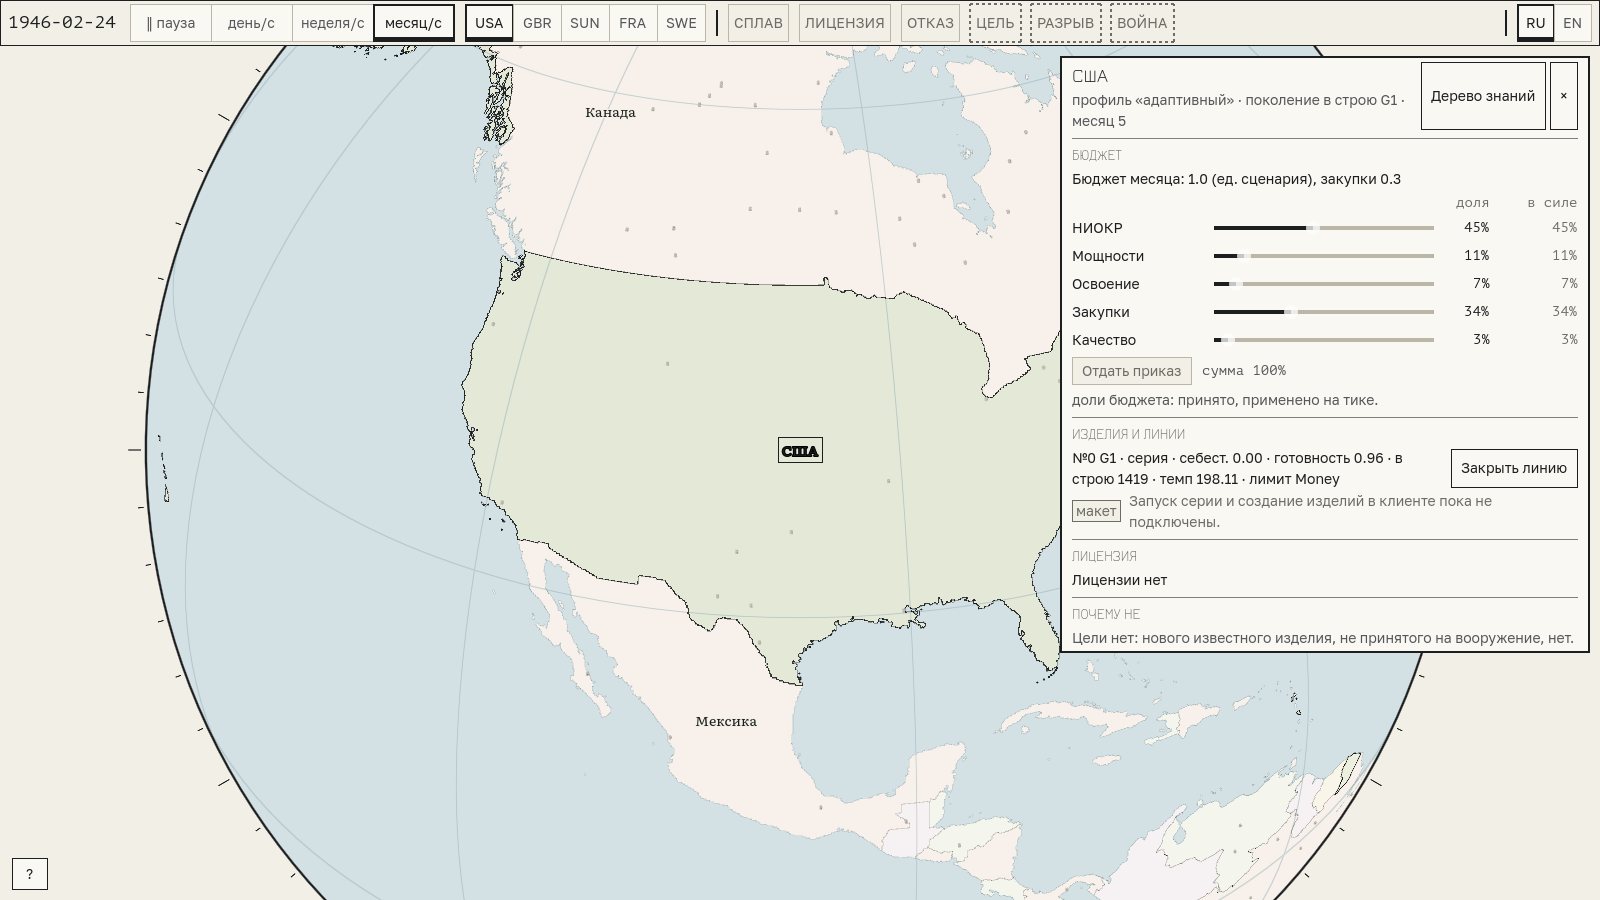 1946-02-24 ‖ пауза день/с неделя/с месяц/с USA GBR SUN FRA SWE СПЛАВ ЛИЦЕНЗИЯ ОТКАЗ ЦЕЛЬ РАЗРЫВ ВОЙНА RU EN
США
профиль «адаптивный» · поколение в строю G1 ·
месяц 5
Дерево знаний ×
БЮДЖЕТ
Бюджет месяца: 1.0 (ед. сценария), закупки 0.3
доля в силе
НИОКР 45% 45%
Мощности 11% 11%
Освоение 7% 7%
Закупки 34% 34%
Качество 3% 3%
Отдать приказ сумма 100%
доли бюджета: принято, применено на тике.
ИЗДЕЛИЯ И ЛИНИИ
№0 G1 · серия · себест. 0.00 · готовность 0.96 · в
строю 1419 · темп 198.11 · лимит Money
Закрыть линию
макет Запуск серии и создание изделий в клиенте пока не
подключены.
ЛИЦЕНЗИЯ
Лицензии нет
ПОЧЕМУ НЕ
Цели нет: нового известного изделия, не принятого на вооружение, нет.
Канада
США
Мексика
?